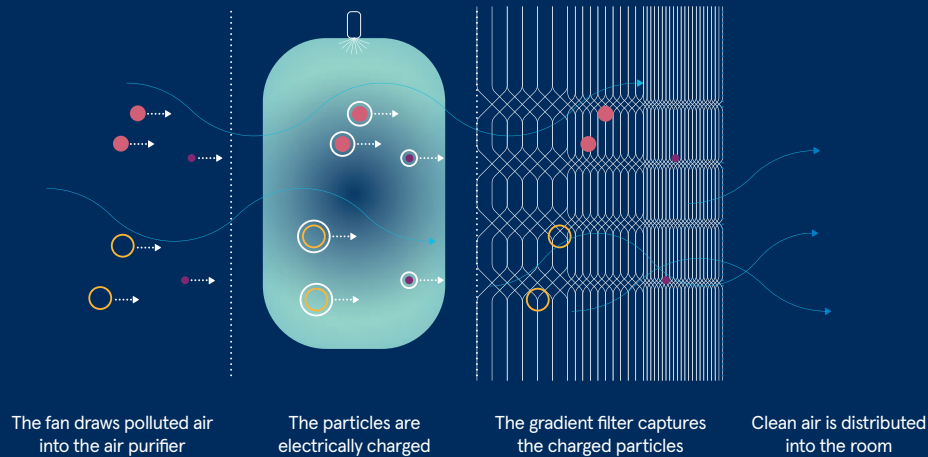 The fan draws polluted air
into the air purifier
The particles are
electrically charged
The gradient filter captures
the charged particles
Clean air is distributed
into the room